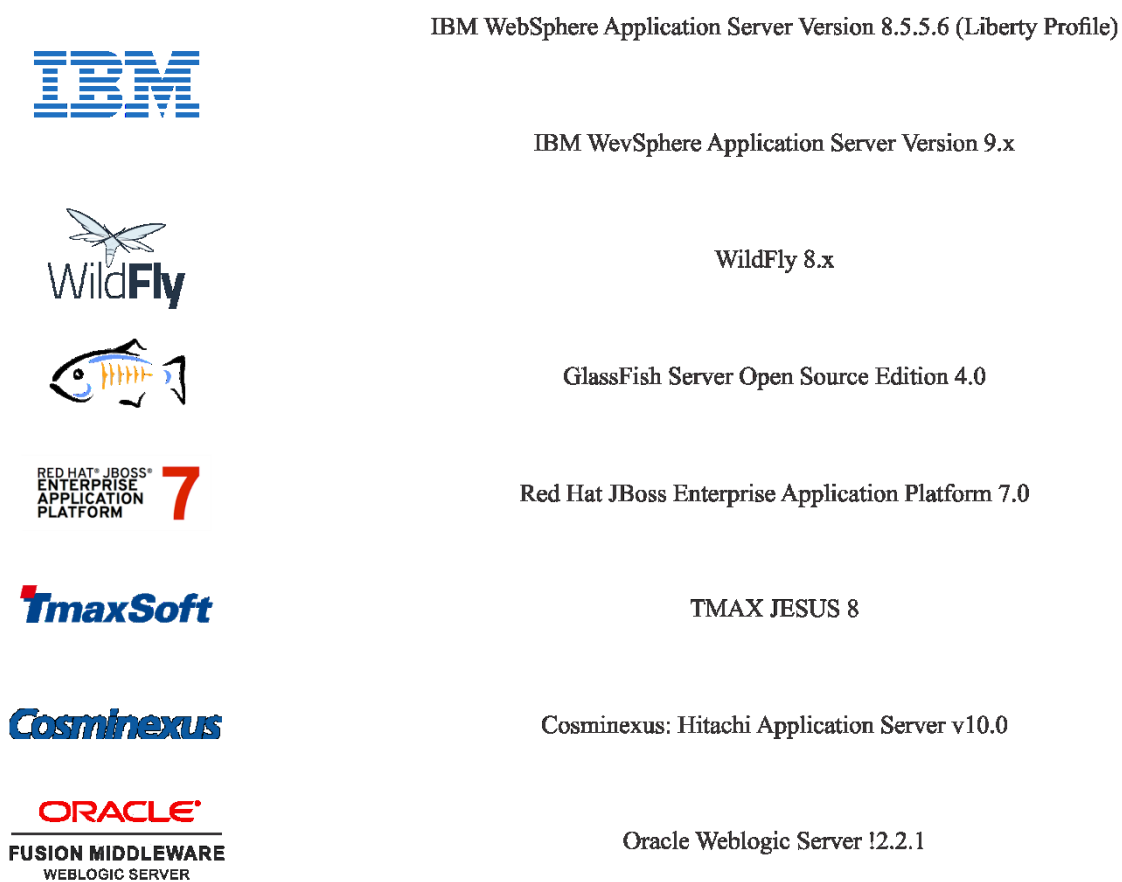 IBM WebSphere Application Server Version 8.5.5.6 (Liberty Profile)
IBM
IBM WevSphere Application Server Version 9.x
WildFly
WildFly 8.x
GlassFish Server Open Source Edition 4.0
RED HAT® JBOSS®
ENTERPRISE
APPLICATION
PLATFORM
7
Red Hat JBoss Enterprise Application Platform 7.0
TmaxSoft
TMAX JESUS 8
Cosminexus
Cosminexus: Hitachi Application Server v10.0
ORACLE®
FUSION MIDDLEWARE
WEBLOGIC SERVER
Oracle Weblogic Server !2.2.1